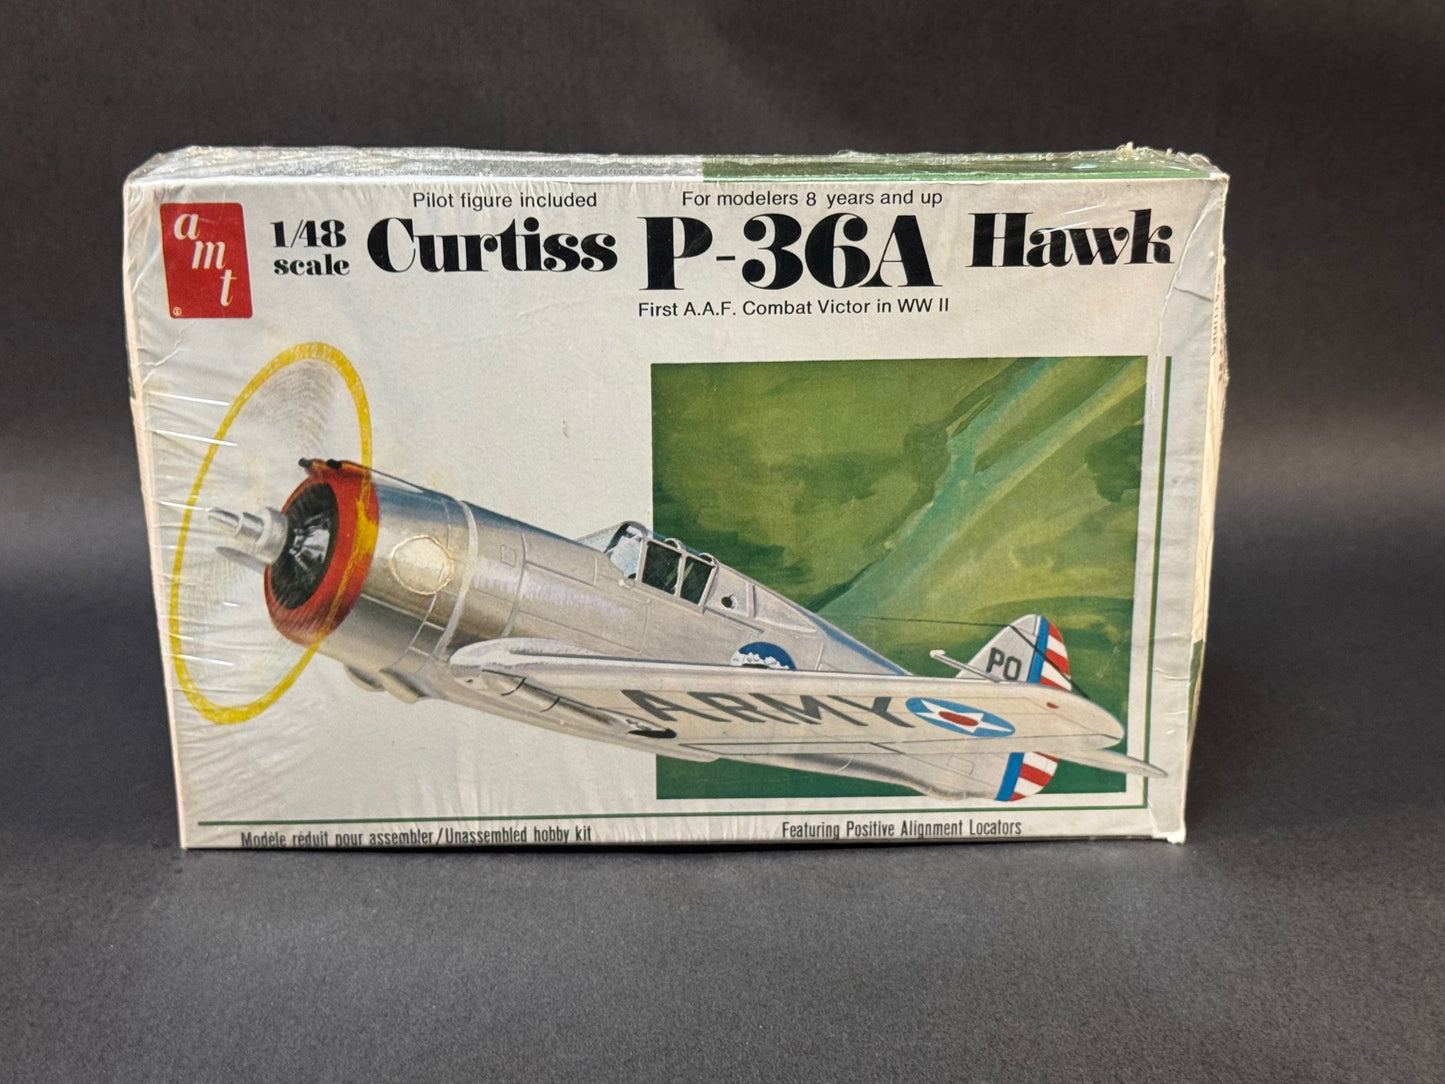 Pilot figure included
For modelers 8 years and up
amt
1/48 scale
Curtiss P-36A Hawk
First A.A.F. Combat Victor in WW II
ARMY
PO
Modèle réduit pour assembler/Unassembled hobby kit
Featuring Positive Alignment Locators